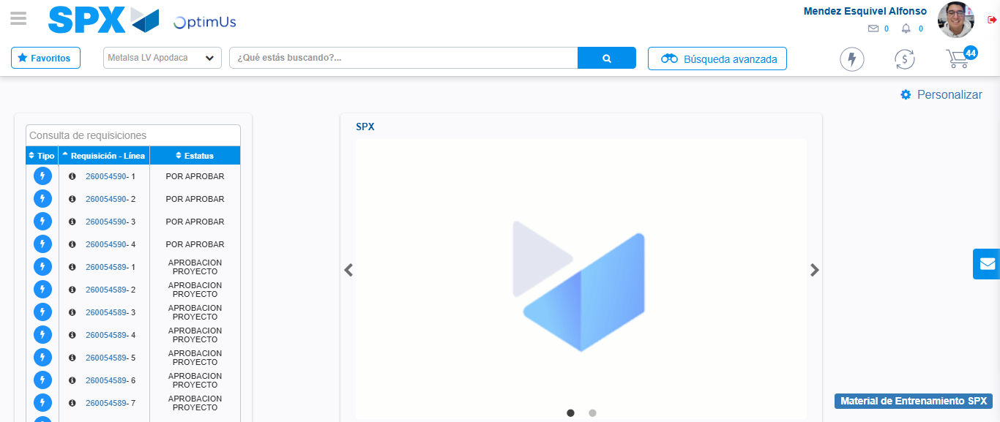 SPX
OptimUs
Mendez Esquivel Alfonso
0 0
Favoritos
Metalsa LV Apodaca
¿Qué estás buscando?...
Búsqueda avanzada
$
44
Personalizar
Consulta de requisiciones
Tipo Requisición - Línea Estatus
260054590- 1 POR APROBAR
260054590- 2 POR APROBAR
260054590- 3 POR APROBAR
260054590- 4 POR APROBAR
260054589- 1 APROBACION PROYECTO
260054589- 2 APROBACION PROYECTO
260054589- 3 APROBACION PROYECTO
260054589- 4 APROBACION PROYECTO
260054589- 5 APROBACION PROYECTO
260054589- 6 APROBACION PROYECTO
260054589- 7 APROBACION PROYECTO
SPX
Material de Entrenamiento SPX